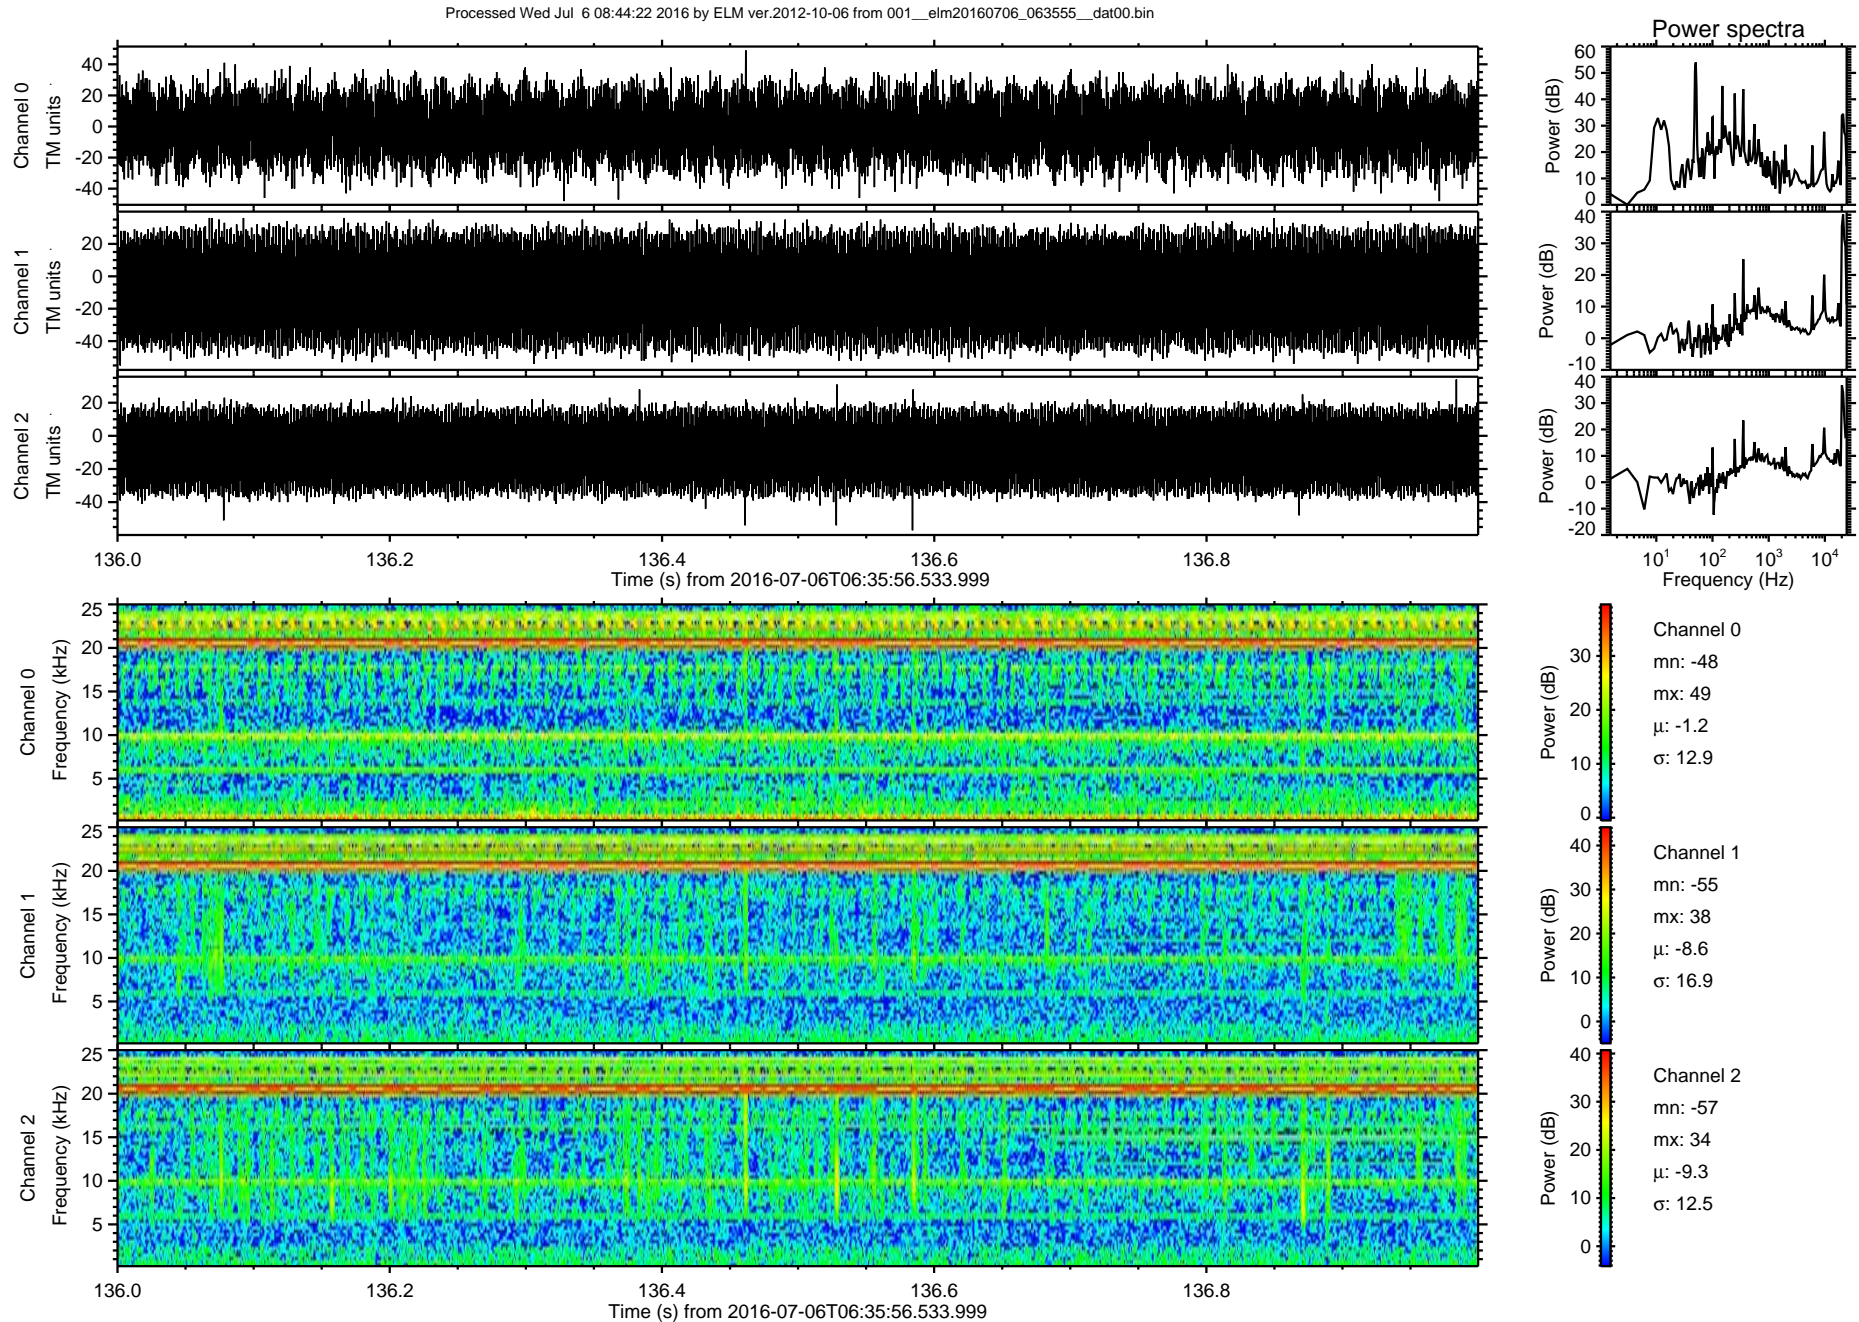 Processed Wed Jul  6 08:44:22 2016 by ELM ver.2012-10-06 from 001__elm20160706_063555__dat00.bin
Power spectra
Channel 0
TM units
40
20
0
-20
-40
Power (dB)
60
50
40
30
20
10
0
Channel 1
TM units
20
0
-20
-40
Power (dB)
40
30
20
10
0
-10
Channel 2
TM units
20
0
-20
-40
Power (dB)
40
30
20
10
0
-10
-20
136.0 136.2 136.4 136.6 136.8
Time (s) from 2016-07-06T06:35:56.533.999
10^1 10^2 10^3 10^4
Frequency (Hz)
Channel 0
Frequency (kHz)
25
20
15
10
5
Power (dB)
30
20
10
0
Channel 0
mn: -48
mx: 49
µ: -1.2
σ: 12.9
Channel 1
Frequency (kHz)
25
20
15
10
5
Power (dB)
40
30
20
10
0
Channel 1
mn: -55
mx: 38
µ: -8.6
σ: 16.9
Channel 2
Frequency (kHz)
25
20
15
10
5
Power (dB)
40
30
20
10
0
Channel 2
mn: -57
mx: 34
µ: -9.3
σ: 12.5
136.0 136.2 136.4 136.6 136.8
Time (s) from 2016-07-06T06:35:56.533.999